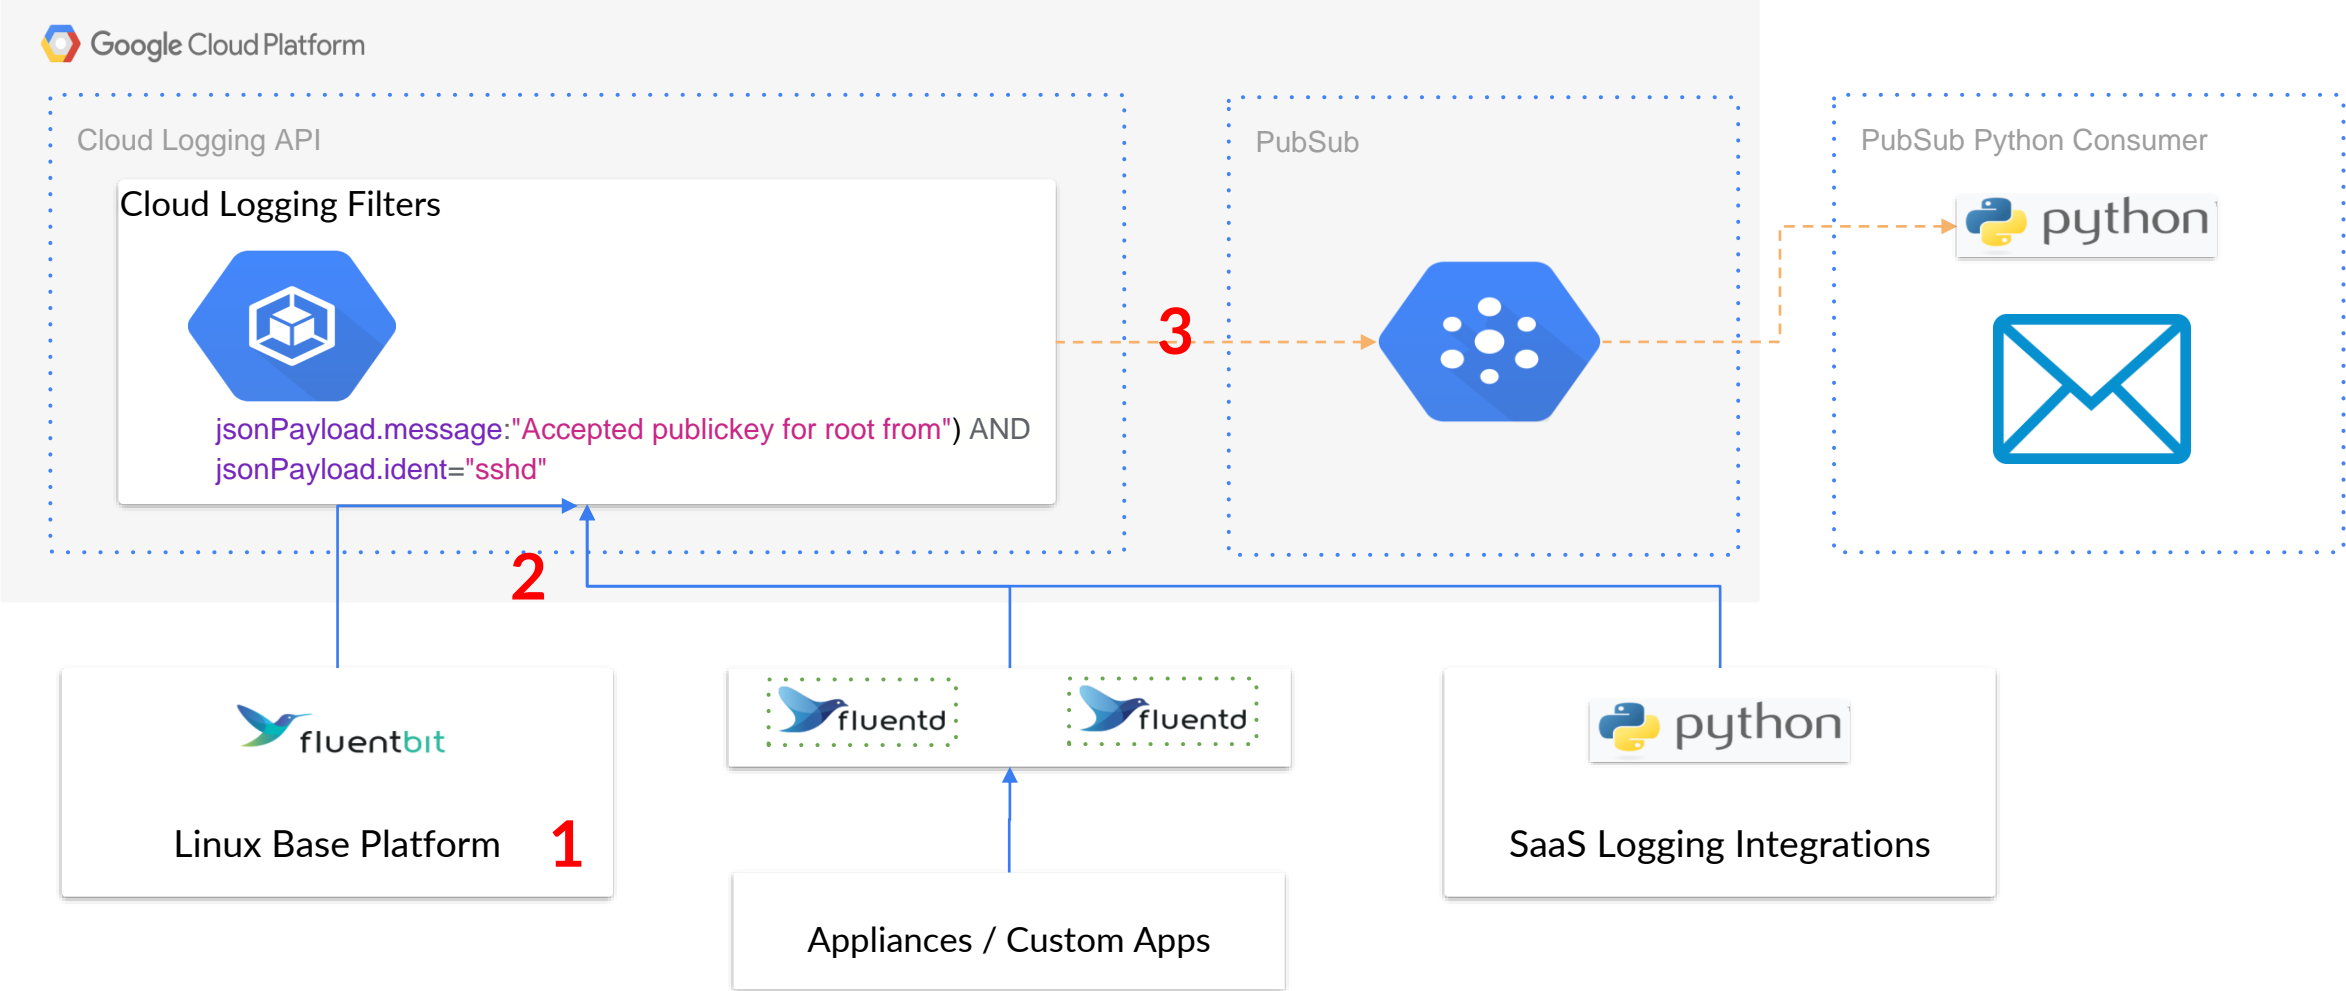 Google Cloud Platform
Cloud Logging API
PubSub
PubSub Python Consumer
Cloud Logging Filters
python
jsonPayload.message:"Accepted publickey for root from") AND
jsonPayload.ident="sshd"
3
2
fluentbit
Linux Base Platform
1
fluentd
fluentd
Appliances / Custom Apps
python
SaaS Logging Integrations